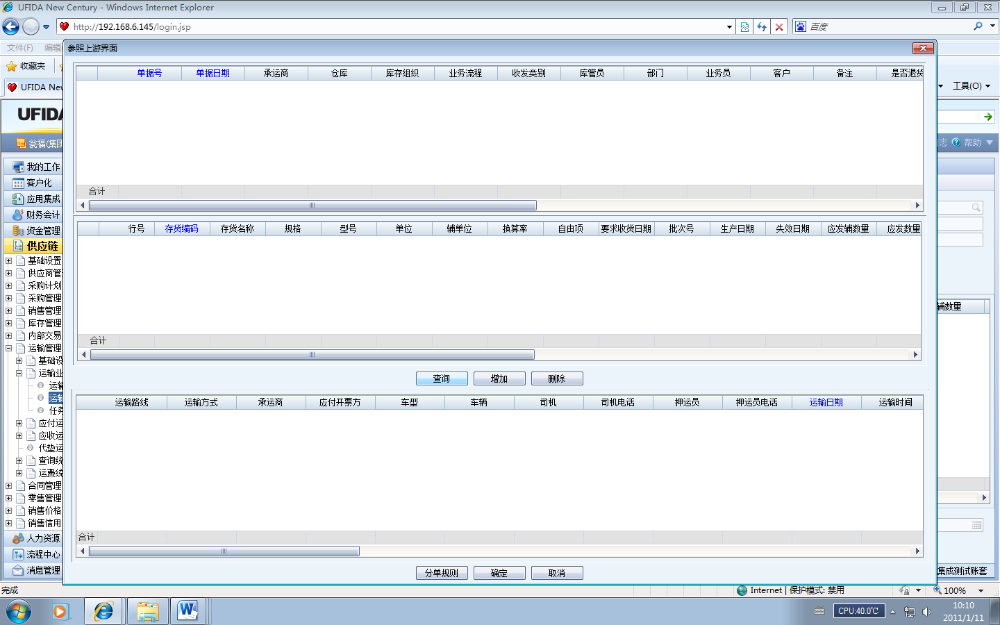 UFIDA New Century - Windows Internet Explorer
http://192.168.6.145/login.jsp
百度
文件(F) 编辑
参照上游界面
收藏夹
UFIDA New
工具(O)
UFIDA
瓮福(集团
志 帮助
单据号 单据日期 承运商 仓库 库存组织 业务流程 收发类别 库管员 部门 业务员 客户 备注 是否退货
合计
行号 存货编码 存货名称 规格 型号 单位 辅单位 换算率 自由项 要求收货日期 批次号 生产日期 失效日期 应发辅数量 应发数量
合计
查询 增加 删除
运输路线 运输方式 承运商 应付开票方 车型 车辆 司机 司机电话 押运员 押运员电话 运输日期 运输时间
合计
分单规则 确定 取消
我的工作
客户化
应用集成
财务会计
资金管理
供应链
基础设置
供应商管
采购计划
采购管理
销售管理
库存管理
内部交易
运输管理
基础设
运输业
运输
运输
任务
应付运
应收运
代垫运
查询统
运费统
合同管理
零售管理
销售价格
销售信用
人力资源
流程中心
消息管理
辅数量
集成测试账套
完成
Internet | 保护模式: 禁用
100%
CPU:40.0℃
10:10
2011/1/11